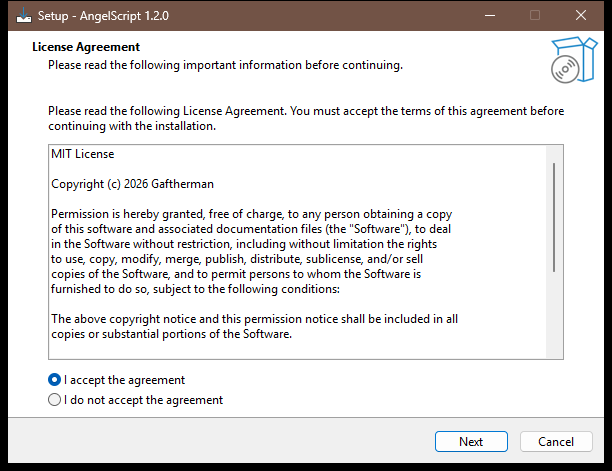 Setup - AngelScript 1.2.0
License Agreement
Please read the following important information before continuing.
Please read the following License Agreement. You must accept the terms of this agreement before
continuing with the installation.
MIT License
Copyright (c) 2026 Gaftherman
Permission is hereby granted, free of charge, to any person obtaining a copy
of this software and associated documentation files (the "Software"), to deal
in the Software without restriction, including without limitation the rights
to use, copy, modify, merge, publish, distribute, sublicense, and/or sell
copies of the Software, and to permit persons to whom the Software is
furnished to do so, subject to the following conditions:
The above copyright notice and this permission notice shall be included in all
copies or substantial portions of the Software.
I accept the agreement
I do not accept the agreement
Next
Cancel